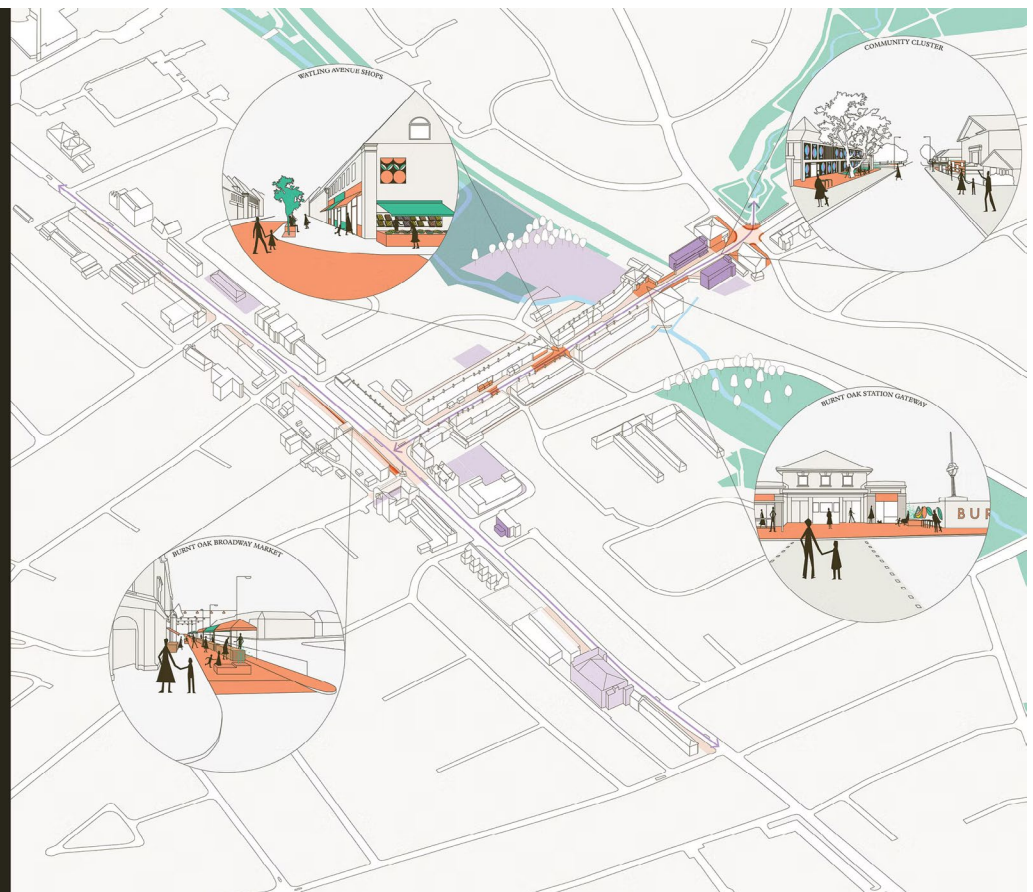 WATLING AVENUE SHOPS
COMMUNITY CLUSTER
BURNT OAK STATION GATEWAY
BUR
BURNT OAK BROADWAY MARKET